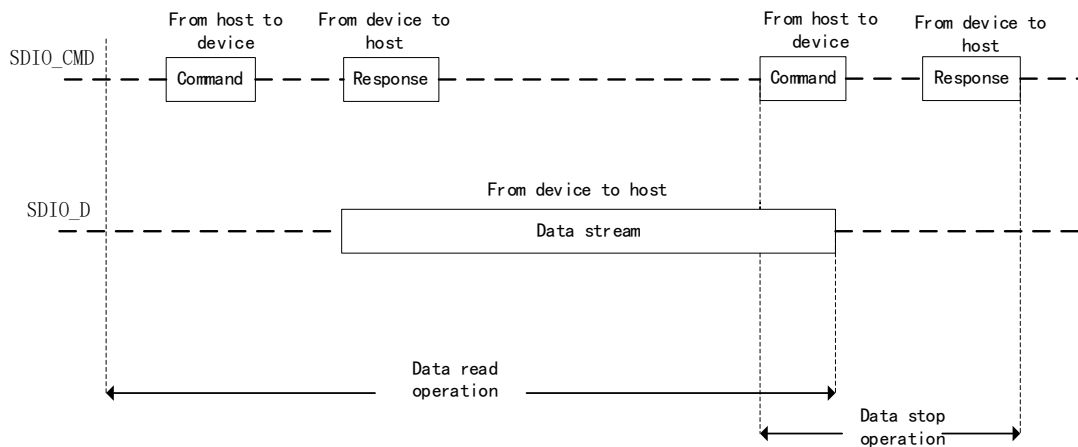 From host to
device
From device to
host
From host to
device
From device to
host
SDIO_CMD
Command
Response
Command
Response
From device to host
SDIO_D
Data stream
Data read
operation
Data stop
operation